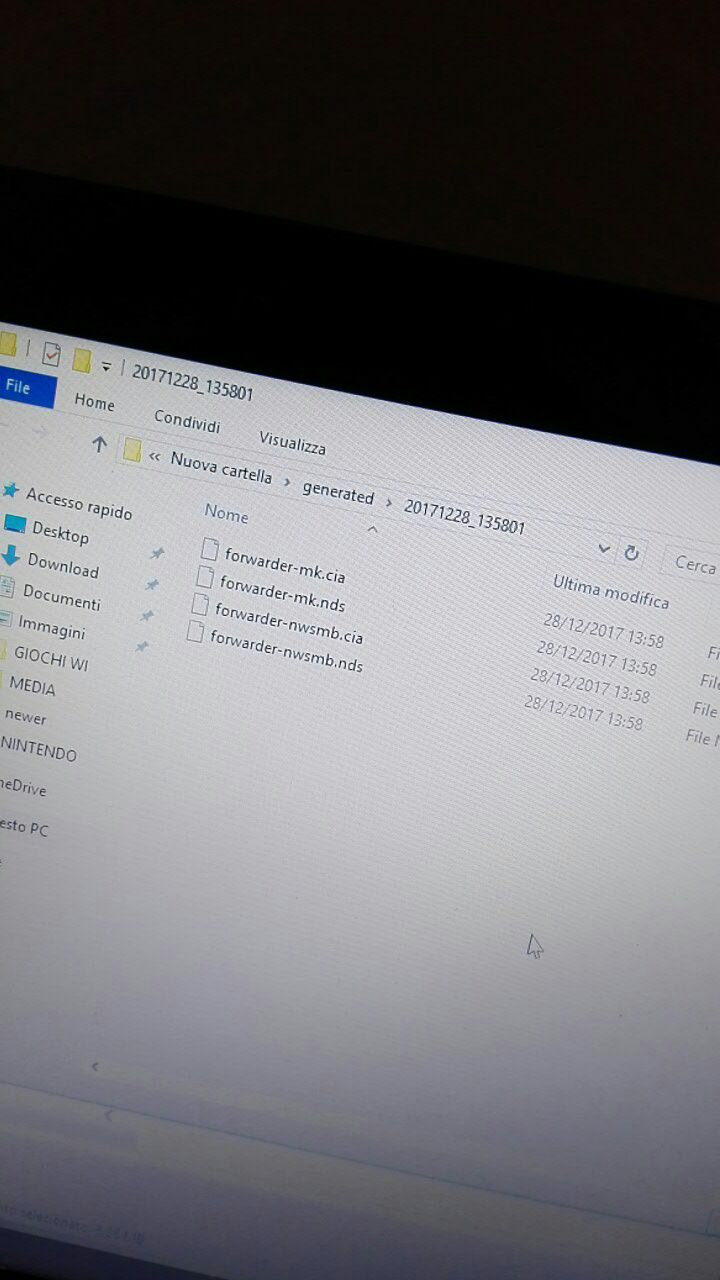 20171228_135801
File Home Condividi Visualizza
« Nuova cartella › generated › 20171228_135801 Cerca
Nome Ultima modifica
Accesso rapido
Desktop
Download
Documenti
Immagini
GIOCHI WI
MEDIA
newer
NINTENDO
neDrive
esto PC
forwarder-mk.cia 28/12/2017 13:58 Fi
forwarder-mk.nds 28/12/2017 13:58 File
forwarder-nwsmb.cia 28/12/2017 13:58 File
forwarder-nwsmb.nds 28/12/2017 13:58 File N